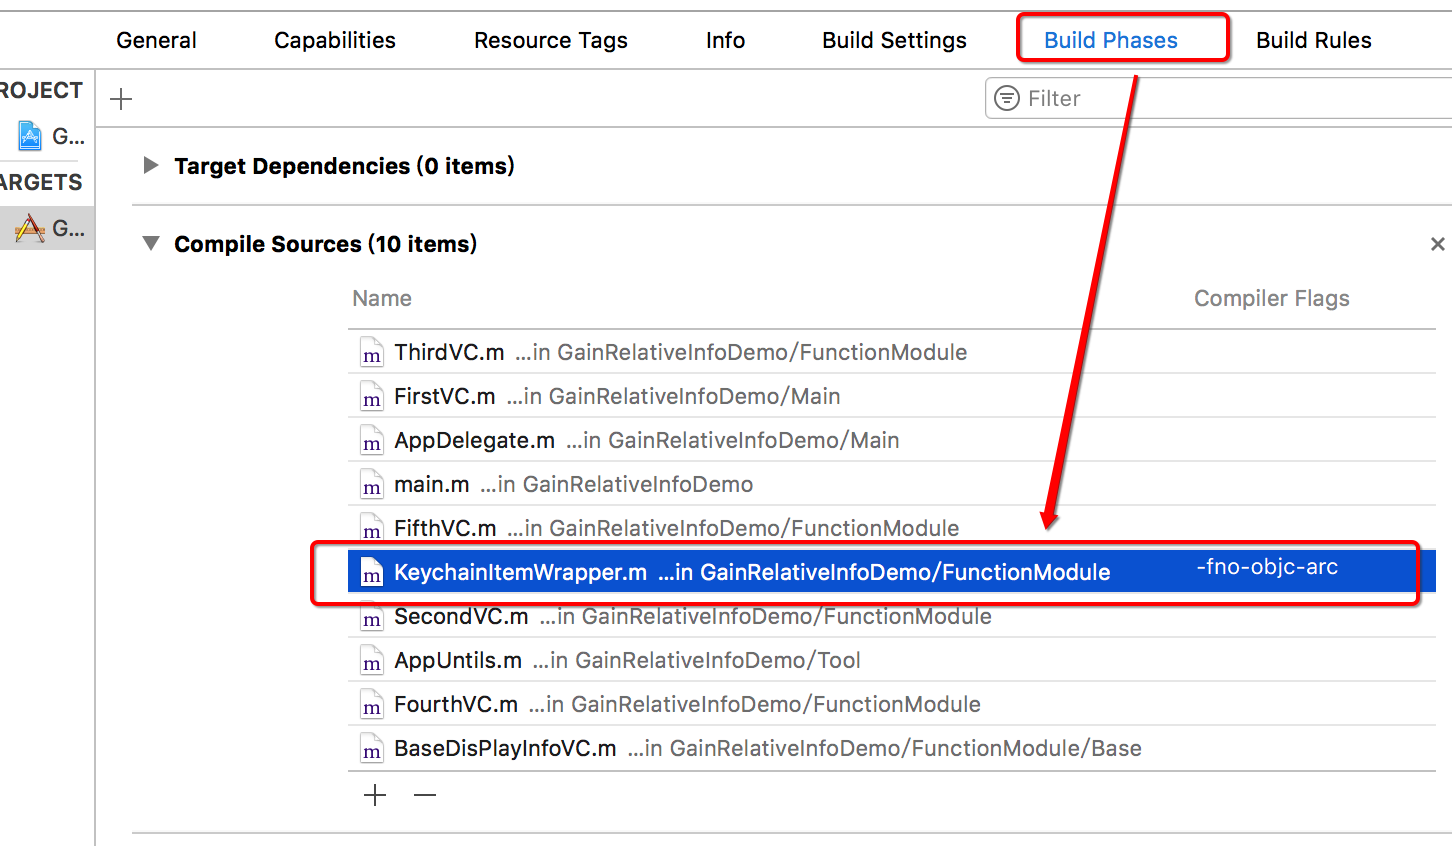 General Capabilities Resource Tags Info Build Settings Build Phases Build Rules
ROJECT
Filter
G...
Target Dependencies (0 items)
ARGETS
G...
Compile Sources (10 items)
Name Compiler Flags
m ThirdVC.m ...in GainRelativeInfoDemo/FunctionModule
m FirstVC.m ...in GainRelativeInfoDemo/Main
m AppDelegate.m ...in GainRelativeInfoDemo/Main
m main.m ...in GainRelativeInfoDemo
m FifthVC.m ...in GainRelativeInfoDemo/FunctionModule
m KeychainItemWrapper.m ...in GainRelativeInfoDemo/FunctionModule -fno-objc-arc
m SecondVC.m ...in GainRelativeInfoDemo/FunctionModule
m AppUntils.m ...in GainRelativeInfoDemo/Tool
m FourthVC.m ...in GainRelativeInfoDemo/FunctionModule
m BaseDisPlayInfoVC.m ...in GainRelativeInfoDemo/FunctionModule/Base